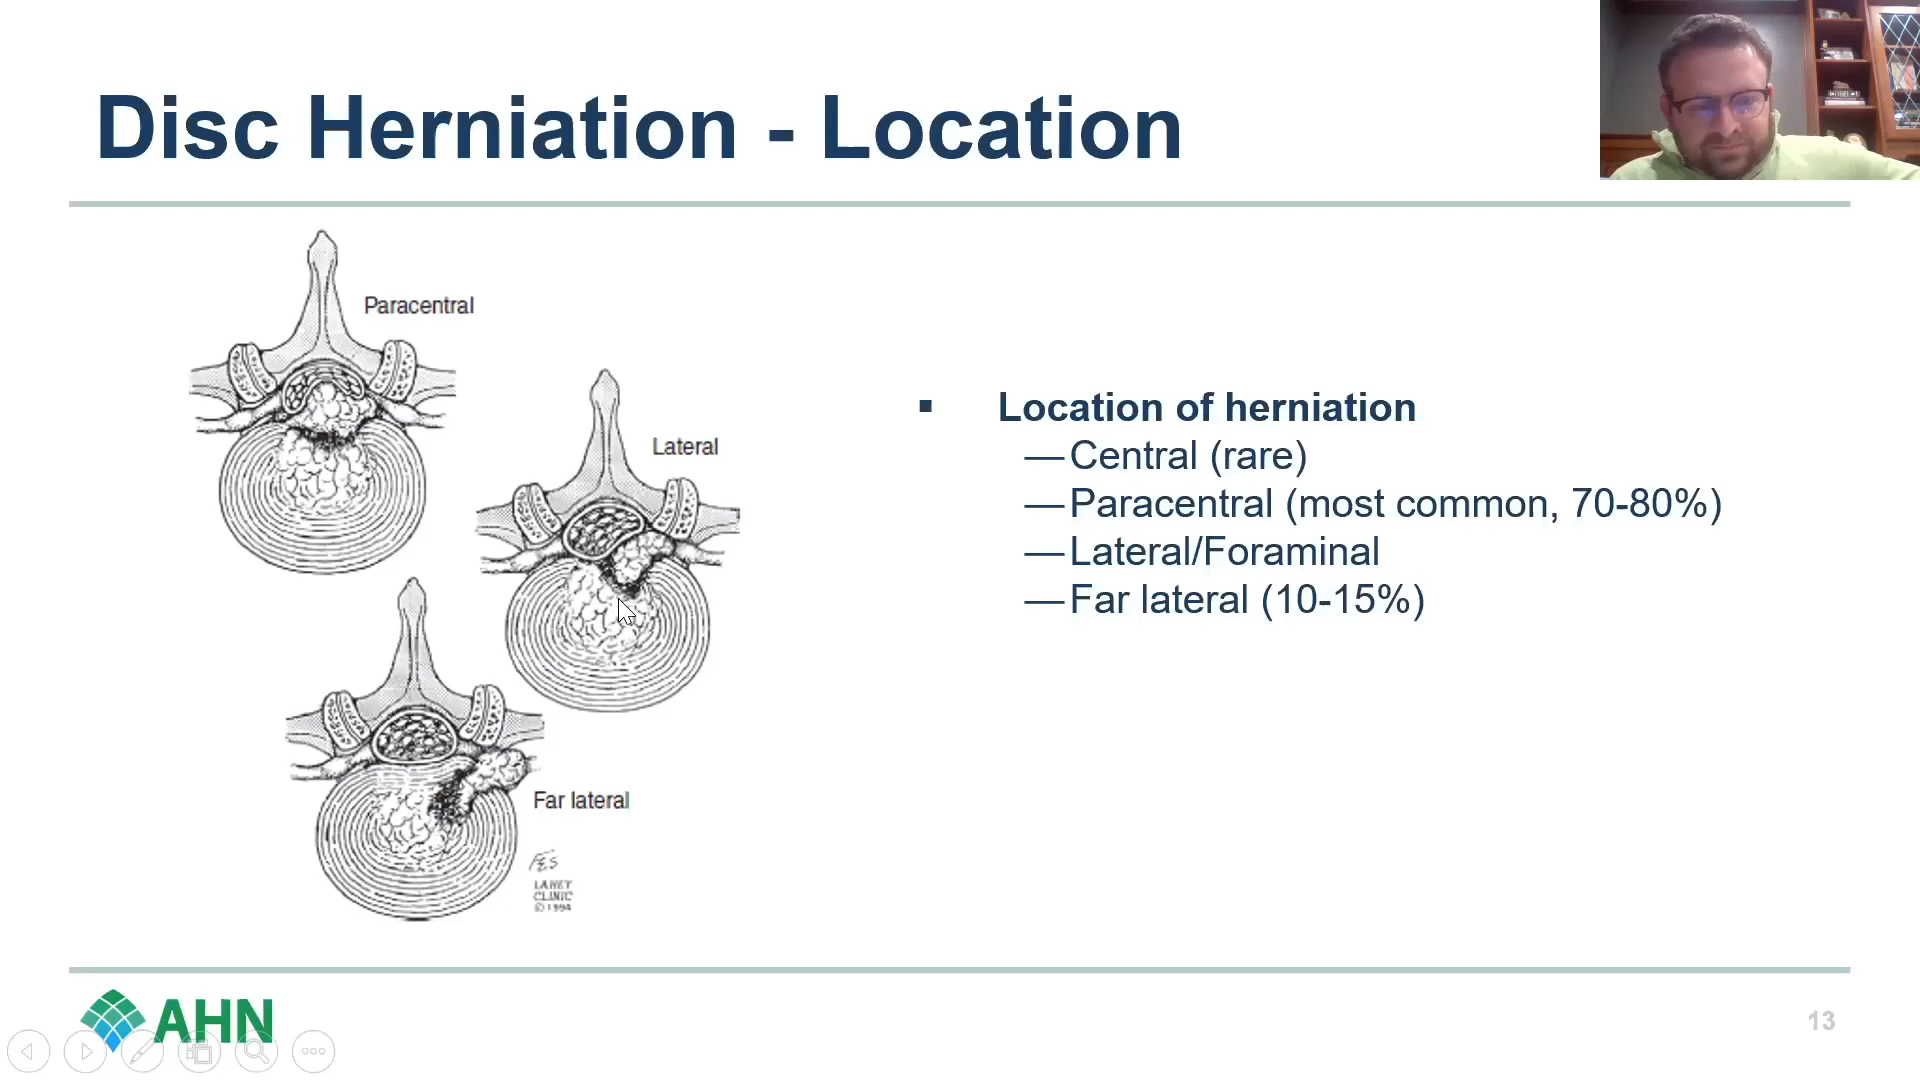 Disc Herniation - Location
Paracentral
Lateral
Far lateral
LAHEY
CLINIC
© 1994
▪ Location of herniation
—Central (rare)
—Paracentral (most common, 70-80%)
—Lateral/Foraminal
—Far lateral (10-15%)
AHN
13